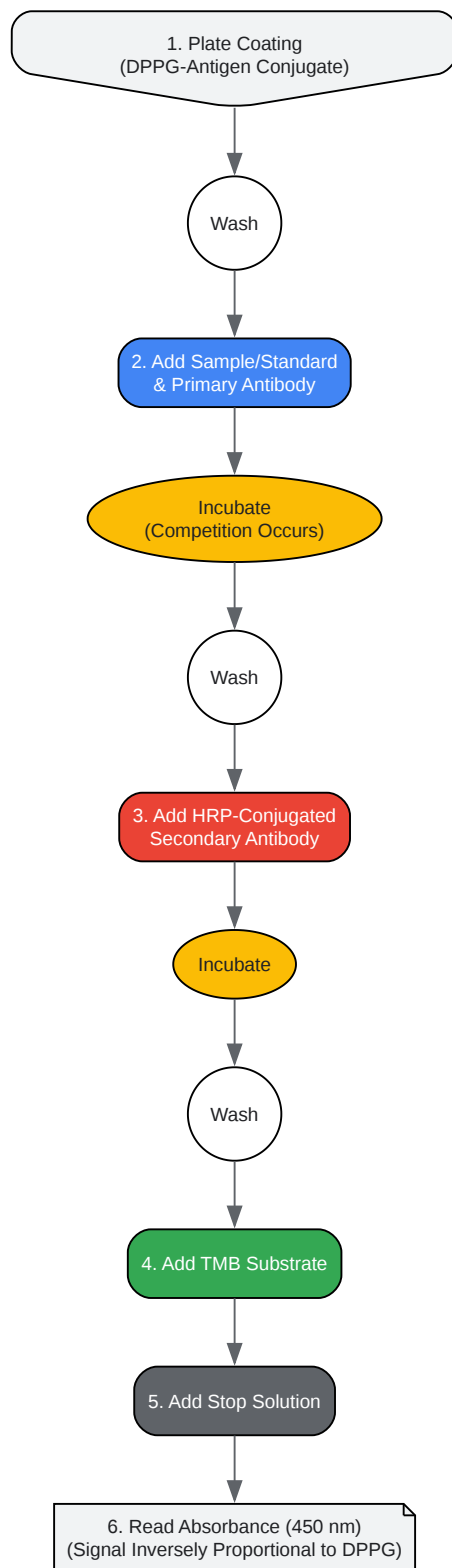 1. Plate Coating
(DPPG-Antigen Conjugate)
Wash
2. Add Sample/Standard
& Primary Antibody
Incubate
(Competition Occurs)
Wash
3. Add HRP-Conjugated
Secondary Antibody
Incubate
Wash
4. Add TMB Substrate
5. Add Stop Solution
6. Read Absorbance (450 nm)
(Signal Inversely Proportional to DPPG)